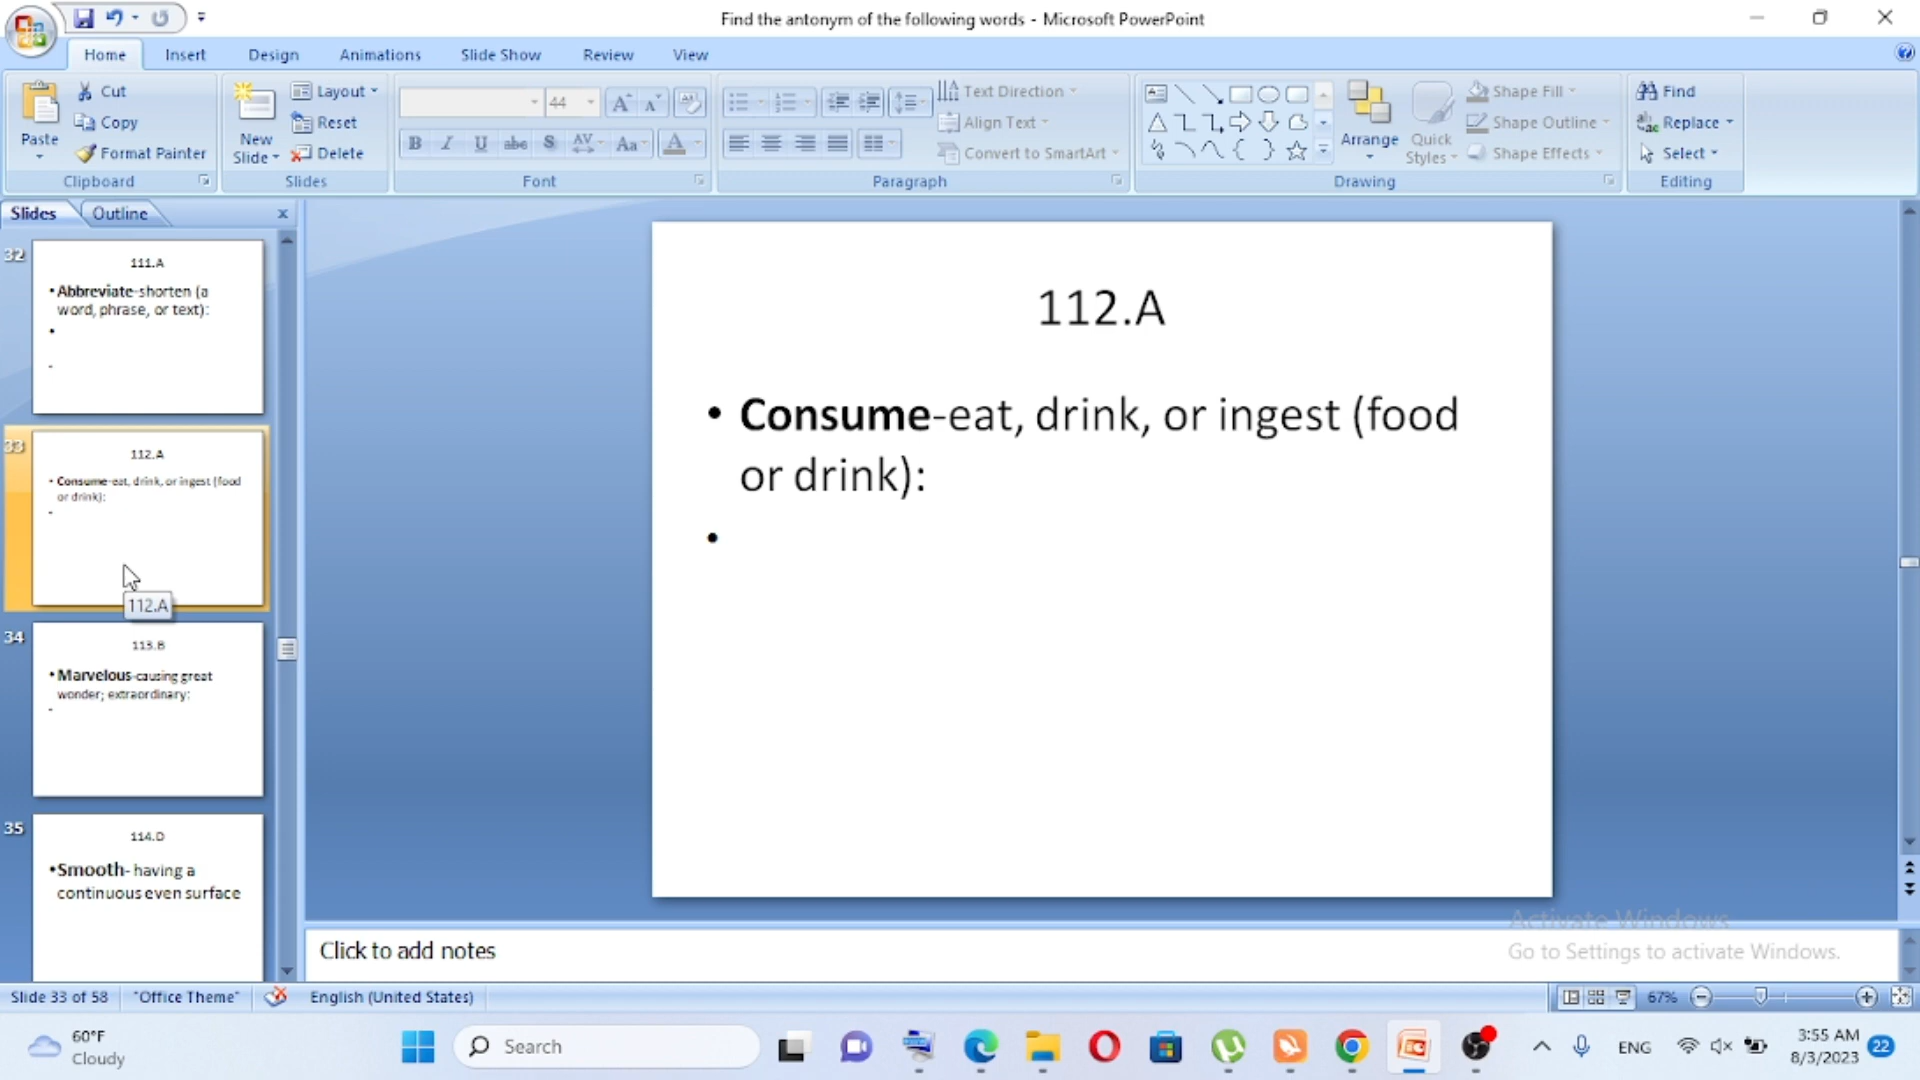 Find the antonym of the following words - Microsoft PowerPoint
Home
Insert
Design
Animations
Slide Show
Review
View
Paste
Cut
Copy
Format Painter
Clipboard
New
Slide
Layout
Reset
Delete
Slides
44
Font
Text Direction
Align Text
Convert to SmartArt
Paragraph
Arrange
Quick
Styles
Shape Fill
Shape Outline
Shape Effects
Drawing
Find
Replace
Select
Editing
Slides
Outline
32
111.A
• Abbreviate-shorten (a
word, phrase, or text):
33
112.A
• Consume-eat, drink, or ingest (food
or drink):
112.A
34
113.B
• Marvelous-causing great
wonder; extraordinary:
35
114.D
• Smooth- having a
continuous even surface
112.A
• Consume-eat, drink, or ingest (food
or drink):
•
Click to add notes
Activate Windows
Go to Settings to activate Windows.
Slide 33 of 58
"Office Theme"
English (United States)
67%
60°F
Cloudy
Search
ENG
3:55 AM
8/3/2023
22